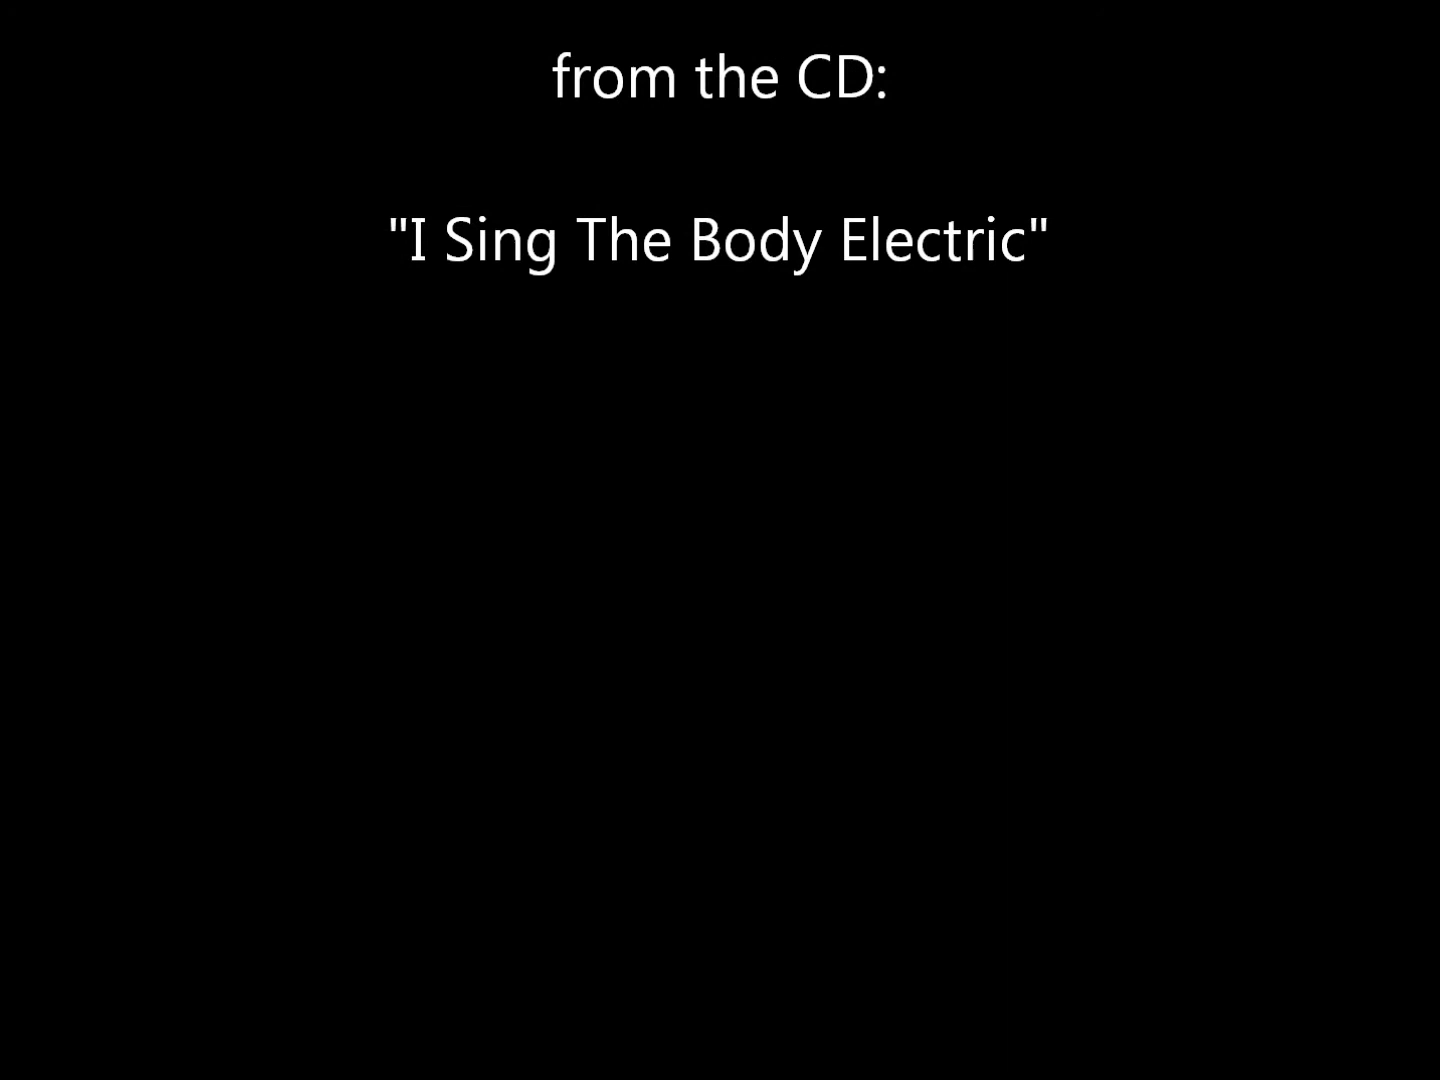 from the CD:
"I Sing The Body Electric"